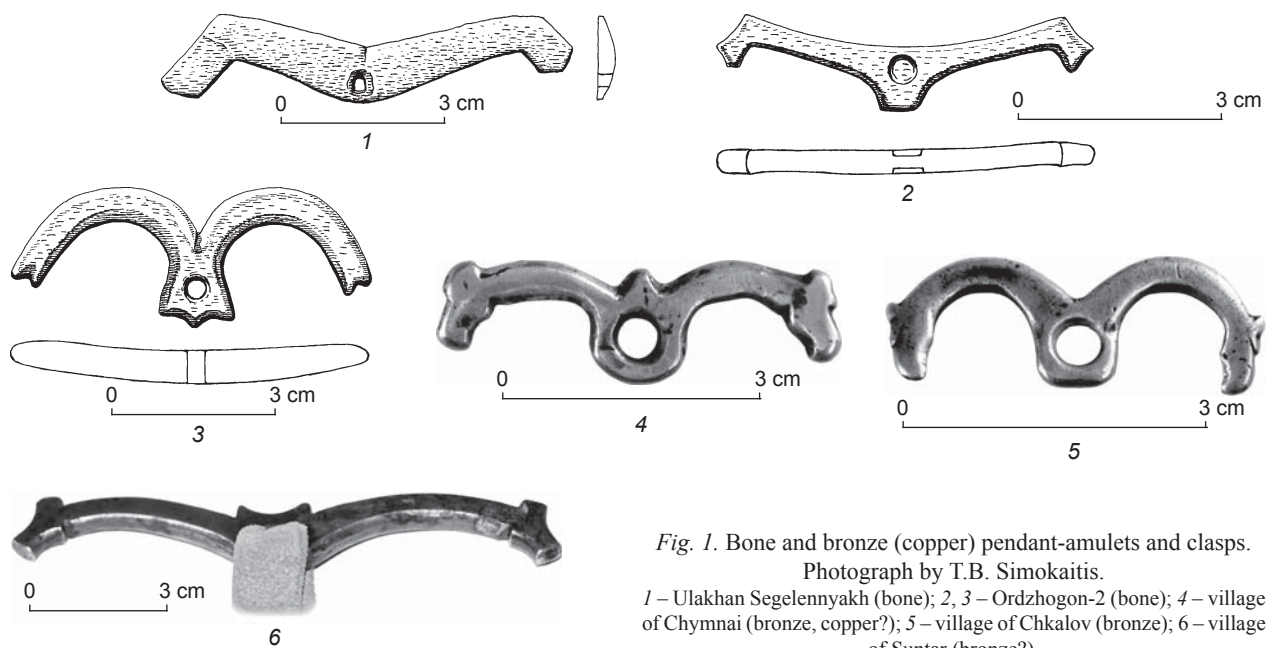 0 3 cm
1
0 3 cm
2
0 3 cm
3
0 3 cm
4
0 3 cm
5
0 3 cm
6
Fig. 1. Bone and bronze (copper) pendant-amulets and clasps.
Photograph by T.B. Simokaitis.
1 – Ulakhan Segelennyakh (bone); 2, 3 – Ordzhogon-2 (bone); 4 – village
of Chymnai (bronze, copper?); 5 – village of Chkalov (bronze); 6 – village
of Suntar (bronze?)